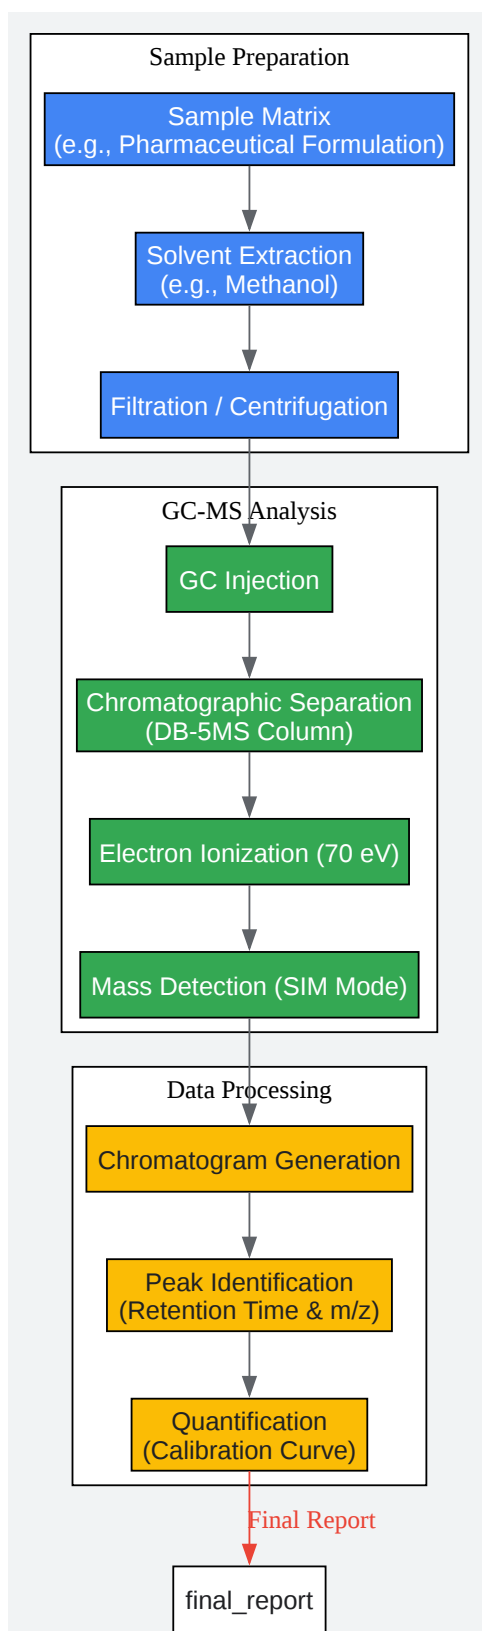 Sample Preparation
Sample Matrix
(e.g., Pharmaceutical Formulation)
Solvent Extraction
(e.g., Methanol)
Filtration / Centrifugation
GC-MS Analysis
GC Injection
Chromatographic Separation
(DB-5MS Column)
Electron Ionization (70 eV)
Mass Detection (SIM Mode)
Data Processing
Chromatogram Generation
Peak Identification
(Retention Time & m/z)
Quantification
(Calibration Curve)
Final Report
final_report